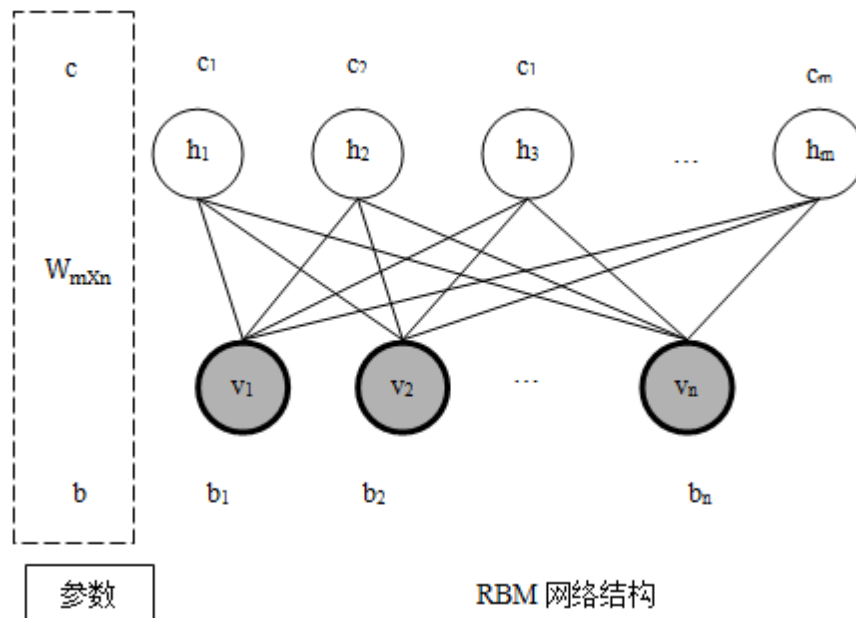 c c₁ c₂ c₁ cₘ
h₁ h₂ h₃ … hₘ
WₘXₙ
v₁ v₂ … vₙ
b b₁ b₂ bₙ
参数 RBM 网络结构